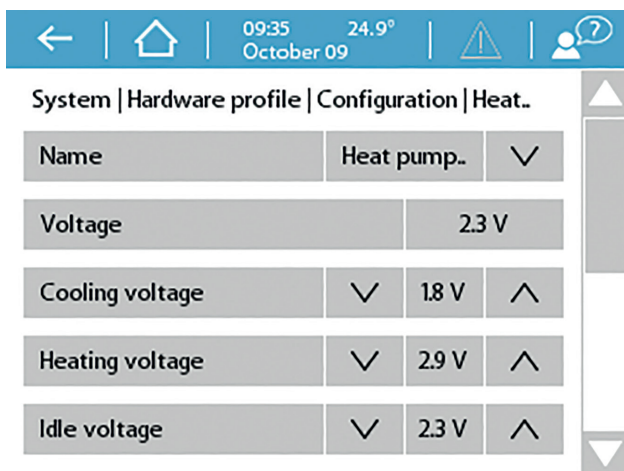 09:35 24.9°
October 09
?
System | Hardware profile | Configuration | Heat..
Name Heat pump..
Voltage 2.3 V
Cooling voltage 1.8 V
Heating voltage 2.9 V
Idle voltage 2.3 V